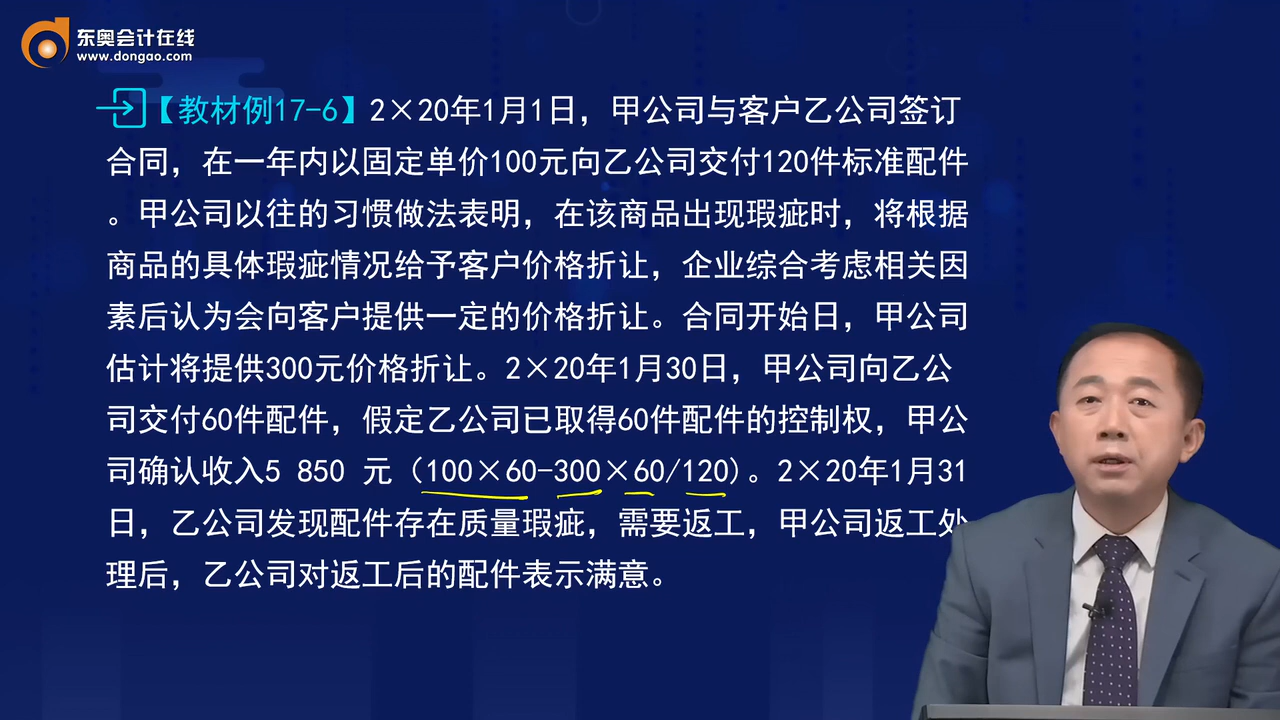 东奥会计在线
www.dongao.com
【教材例17-6】2×20年1月1日，甲公司与客户乙公司签订
合同，在一年内以固定单价100元向乙公司交付120件标准配件
。甲公司以往的习惯做法表明，在该商品出现瑕疵时，将根据
商品的具体瑕疵情况给予客户价格折让，企业综合考虑相关因
素后认为会向客户提供一定的价格折让。合同开始日，甲公司
估计将提供300元价格折让。2×20年1月30日，甲公司向乙公
司交付60件配件，假定乙公司已取得60件配件的控制权，甲公
司确认收入5 850 元（100×60-300×60/120)。2×20年1月31
日，乙公司发现配件存在质量瑕疵，需要返工，甲公司返工处
理后，乙公司对返工后的配件表示满意。